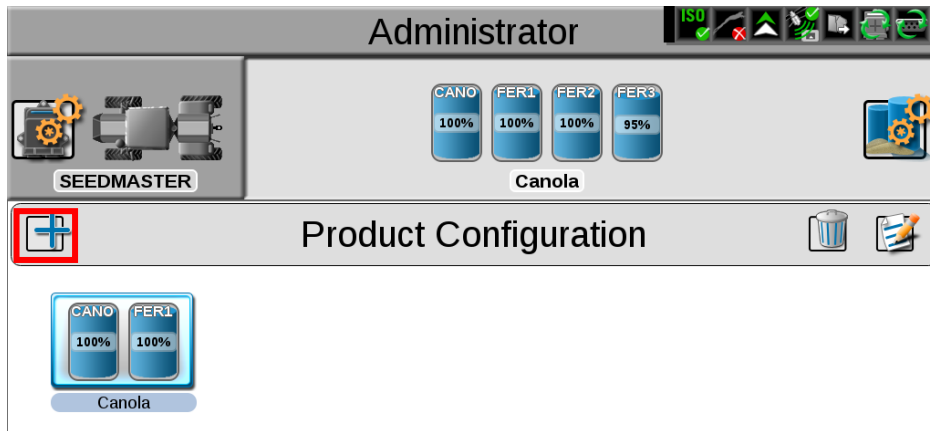 Administrator
ISO
CANO FER1 FER2 FER3
100% 100% 100% 95%
SEEDMASTER
Canola
Product Configuration
CANO FER1
100% 100%
Canola